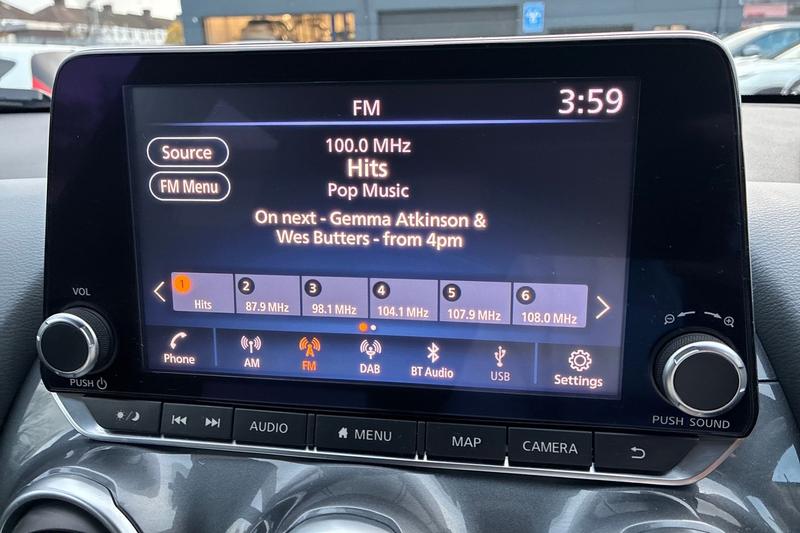 FM
3:59
Source
FM Menu
100.0 MHz
Hits
Pop Music
On next - Gemma Atkinson &
Wes Butters - from 4pm
1
Hits
2
87.9 MHz
3
98.1 MHz
4
104.1 MHz
5
107.9 MHz
6
108.0 MHz
Phone
AM
FM
DAB
BT Audio
USB
Settings
VOL
PUSH
PUSH SOUND
AUDIO
MENU
MAP
CAMERA